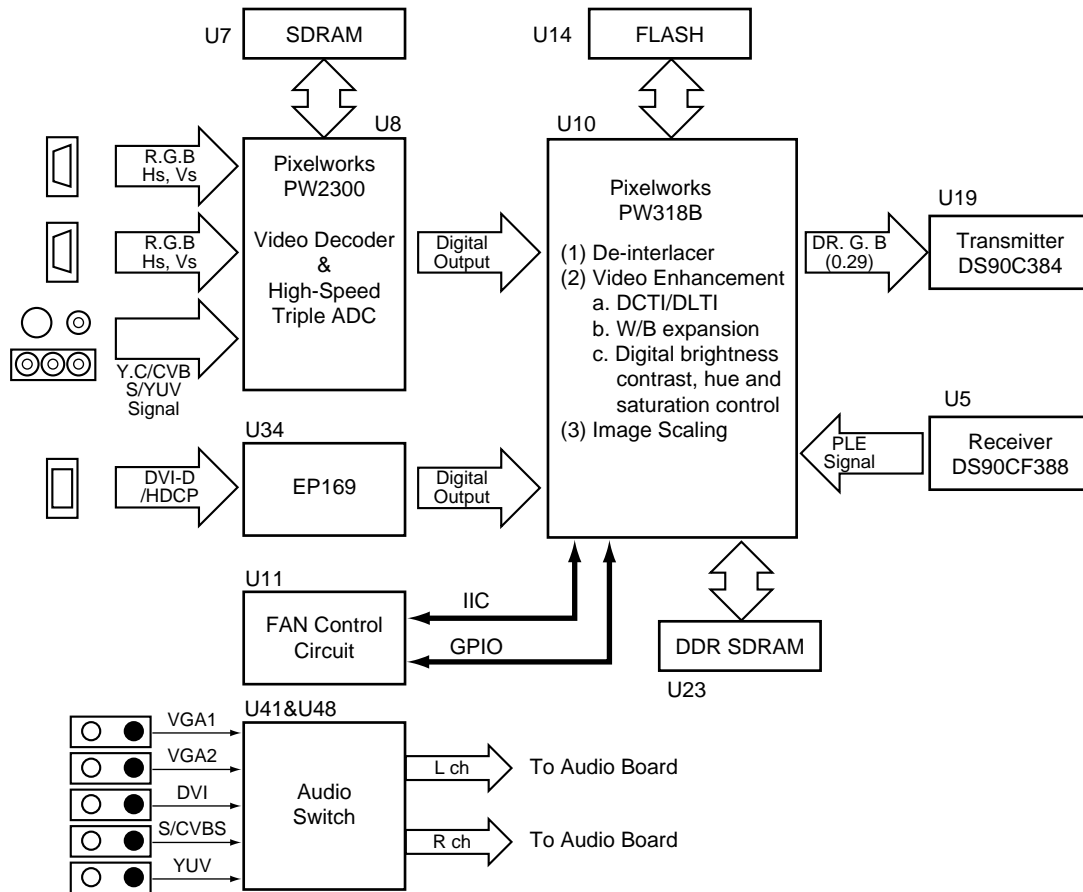 U7
SDRAM
U14
FLASH
U8
U10
R.G.B
Hs, Vs
Pixelworks
PW2300
Video Decoder
&
High-Speed
Triple ADC
R.G.B
Hs, Vs
Y.C/CVB
S/YUV
Signal
Digital
Output
Pixelworks
PW318B
(1) De-interlacer
(2) Video Enhancement
a. DCTI/DLTI
b. W/B expansion
c. Digital brightness
contrast, hue and
saturation control
(3) Image Scaling
DR. G. B
(0.29)
U19
Transmitter
DS90C384
U5
PLE
Signal
Receiver
DS90CF388
U34
DVI-D
/HDCP
EP169
Digital
Output
U11
FAN Control
Circuit
IIC
GPIO
DDR SDRAM
U23
U41&U48
VGA1
VGA2
DVI
S/CVBS
YUV
Audio
Switch
L ch
To Audio Board
R ch
To Audio Board